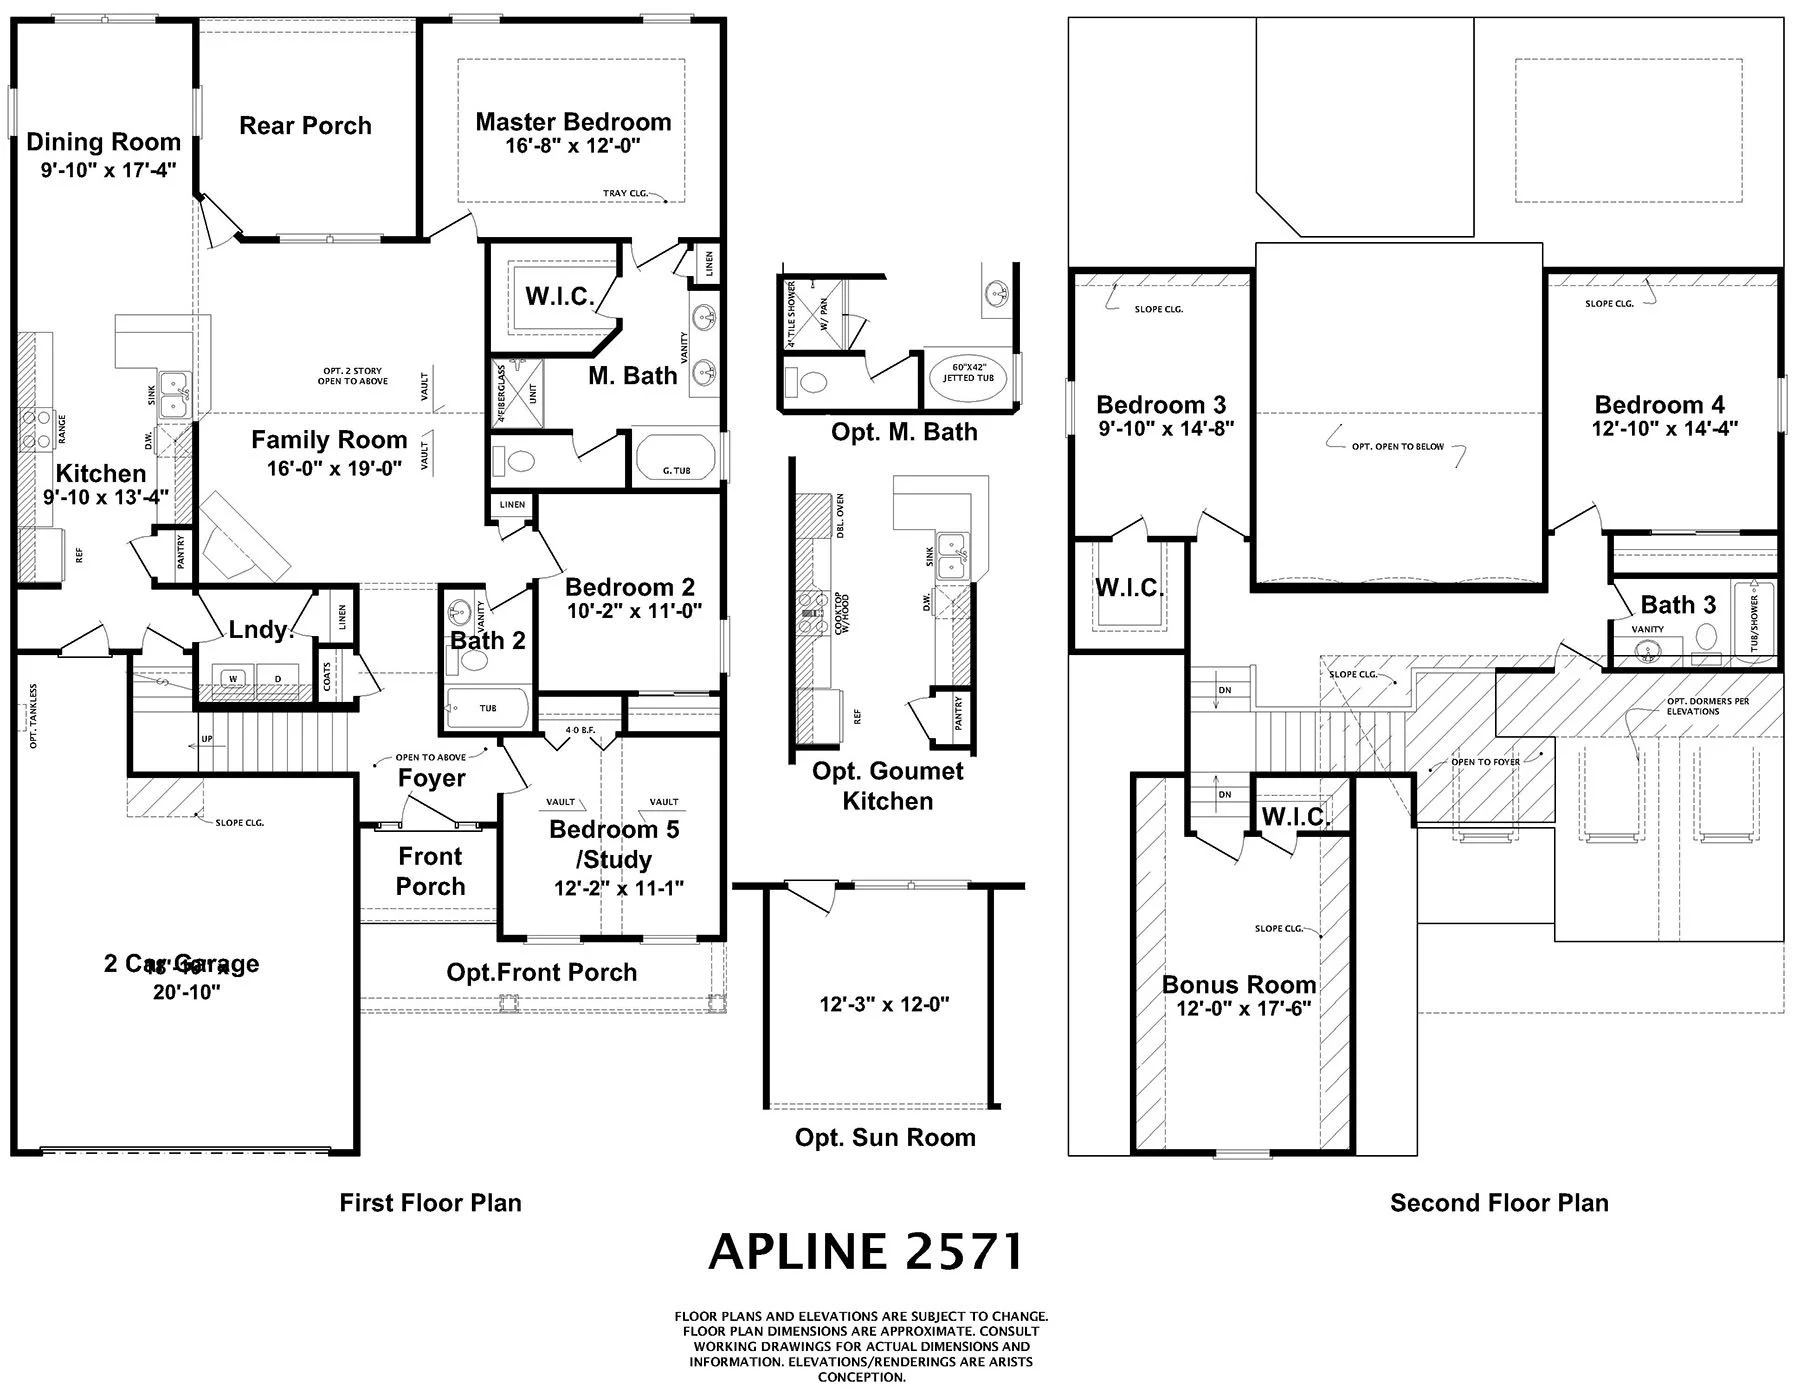 Dining Room
9'-10" x 17'-4"
Rear Porch
Master Bedroom
16'-8" x 12'-0"
TRAY CLG.
W.I.C.
LINEN
VANITY
M. Bath
4'FIBERGLASS
UNIT
G. TUB
OPT. 2 STORY
OPEN TO ABOVE
VAULT
VAULT
Family Room
16'-0" x 19'-0"
SINK
D.W.
RANGE
Kitchen
9'-10 x 13'-4"
REF
PANTRY
LINEN
Bedroom 2
10'-2" x 11'-0"
VANITY
Bath 2
TUB
Lndy.
W
D
LINEN
COATS
OPT. TANKLESS
UP
OPEN TO ABOVE
Foyer
4-0 B.F.
VAULT
VAULT
Bedroom 5
/Study
12'-2" x 11-1"
SLOPE CLG.
Front
Porch
2 Car Garage
20'-10"
Opt.Front Porch
First Floor Plan
4' TILE SHOWER
W/ PAN
60"X42"
JETTED TUB
Opt. M. Bath
DBL. OVEN
SINK
D.W.
COOKTOP
W/HOOD
REF
PANTRY
Opt. Goumet
Kitchen
12'-3" x 12-0"
Opt. Sun Room
SLOPE CLG.
Bedroom 3
9'-10" x 14'-8"
OPT. OPEN TO BELOW
SLOPE CLG.
Bedroom 4
12'-10" x 14'-4"
W.I.C.
Bath 3
VANITY
TUB/SHOWER
DN
SLOPE CLG.
OPT. DORMERS PER
ELEVATIONS
OPEN TO FOYER
DN
W.I.C.
SLOPE CLG.
Bonus Room
12'-0" x 17'-6"
Second Floor Plan
APLINE 2571
FLOOR PLANS AND ELEVATIONS ARE SUBJECT TO CHANGE.
FLOOR PLAN DIMENSIONS ARE APPROXIMATE. CONSULT
WORKING DRAWINGS FOR ACTUAL DIMENSIONS AND
INFORMATION. ELEVATIONS/RENDERINGS ARE ARISTS
CONCEPTION.